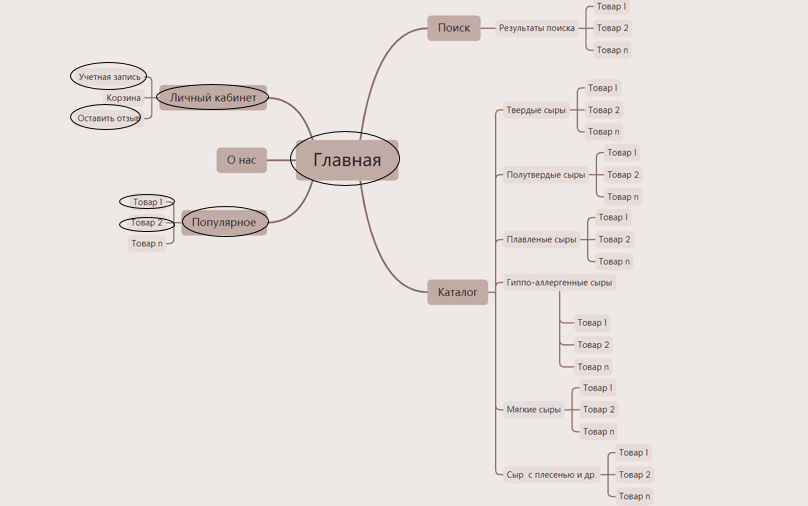 Главная
Поиск
Результаты поиска
Товар 1
Товар 2
Товар n
Каталог
Твердые сыры
Товар 1
Товар 2
Товар n
Полутвердые сыры
Товар 1
Товар 2
Товар n
Плавленые сыры
Товар 1
Товар 2
Товар n
Гиппо-аллергенные сыры
Товар 1
Товар 2
Товар n
Мягкие сыры
Товар 1
Товар 2
Товар n
Сыр с плесенью и др.
Товар 1
Товар 2
Товар n
Личный кабинет
Учетная запись
Корзина
Оставить отзыв
О нас
Популярное
Товар 1
Товар 2
Товар n